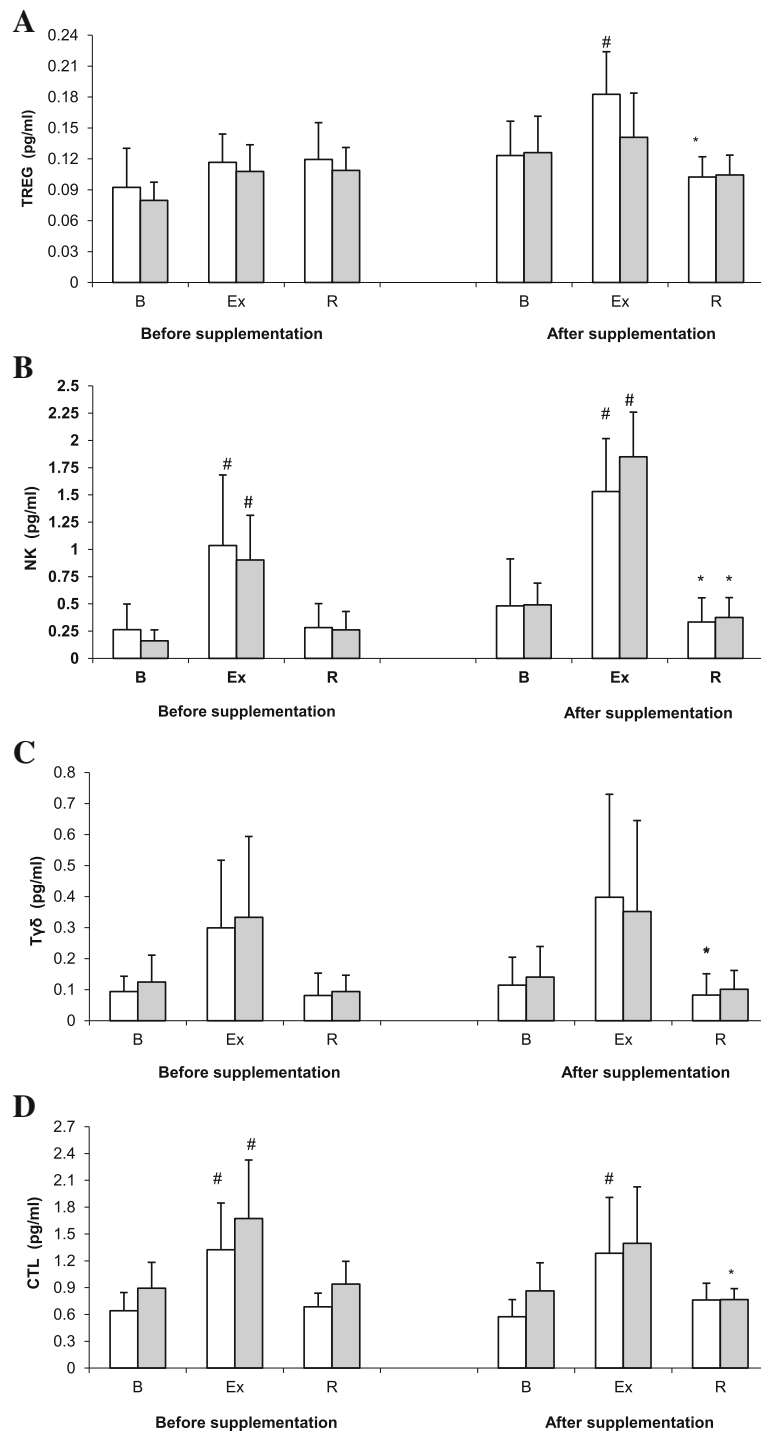 A
TREG (pg/ml)
0.24
0.21
0.18
0.15
0.12
0.09
0.06
0.03
0
#
*
B Ex R B Ex R
Before supplementation After supplementation
B
NK (pg/ml)
2.5
2.25
2
1.75
1.5
1.25
1
0.75
0.5
0.25
0
# # # #
* *
B Ex R B Ex R
Before supplementation After supplementation
C
Tγδ (pg/ml)
0.8
0.7
0.6
0.5
0.4
0.3
0.2
0.1
0
*
B Ex R B Ex R
Before supplementation After supplementation
D
CTL (pg/ml)
2.7
2.4
2.1
1.8
1.5
1.2
0.9
0.6
0.3
0
# # #
*
B Ex R B Ex R
Before supplementation After supplementation